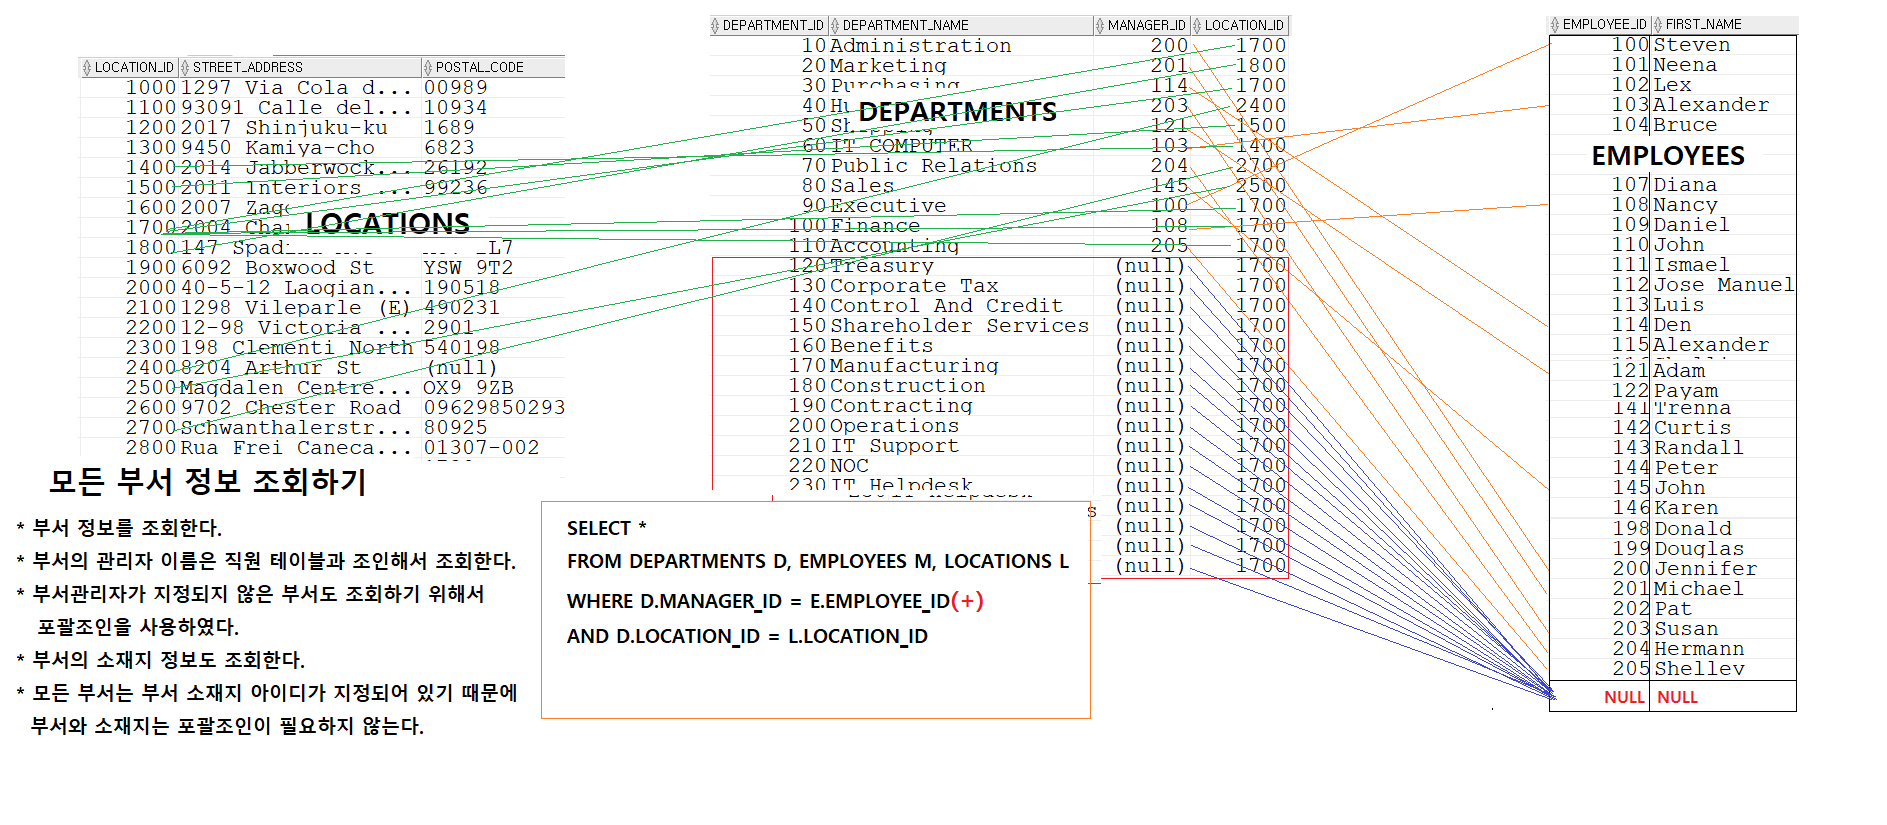 LOCATION_ID STREET_ADDRESS POSTAL_CODE
1000 1297 Via Cola d... 00989
1100 93091 Calle del... 10934
1200 2017 Shinjuku-ku 1689
1300 9450 Kamiya-cho 6823
1400 2014 Jabberwock... 26192
1500 2011 Interiors ... 99236
1600 2007 Zag
1700 2004 Cha
LOCATIONS
1800 147 Spadi L7
1900 6092 Boxwood St YSW 9T2
2000 40-5-12 Laogian... 190518
2100 1298 Vileparle (E) 490231
2200 12-98 Victoria ... 2901
2300 198 Clementi North 540198
2400 8204 Arthur St (null)
2500 Magdalen Centre... OX9 9ZB
2600 9702 Chester Road 09629850293
2700 Schwanthalerstr... 80925
2800 Rua Frei Caneca... 01307-002
모든 부서 정보 조회하기
* 부서 정보를 조회한다.
* 부서의 관리자 이름은 직원 테이블과 조인해서 조회한다.
* 부서관리자가 지정되지 않은 부서도 조회하기 위해서
포괄조인을 사용하였다.
* 부서의 소재지 정보도 조회한다.
* 모든 부서는 부서 소재지 아이디가 지정되어 있기 때문에
부서와 소재지는 포괄조인이 필요하지 않는다.
DEPARTMENT_ID DEPARTMENT_NAME MANAGER_ID LOCATION_ID
10 Administration 200 1700
20 Marketing 201 1800
30 Purchasing 114 1700
40 Hu 203 2400
DEPARTMENTS
50 Shipping 121 1500
60 IT COMPUTER 103 1400
70 Public Relations 204 2700
80 Sales 145 2500
90 Executive 100 1700
100 Finance 108 1700
110 Accounting 205 1700
120 Treasury (null) 1700
130 Corporate Tax (null) 1700
140 Control And Credit (null) 1700
150 Shareholder Services (null) 1700
160 Benefits (null) 1700
170 Manufacturing (null) 1700
180 Construction (null) 1700
190 Contracting (null) 1700
200 Operations (null) 1700
210 IT Support (null) 1700
220 NOC (null) 1700
230 IT Helpdesk (null) 1700
s (null) 1700
(null) 1700
(null) 1700
(null) 1700
SELECT *
FROM DEPARTMENTS D, EMPLOYEES M, LOCATIONS L
WHERE D.MANAGER_ID = E.EMPLOYEE_ID(+)
AND D.LOCATION_ID = L.LOCATION_ID
EMPLOYEE_ID FIRST_NAME
100 Steven
101 Neena
102 Lex
103 Alexander
104 Bruce
EMPLOYEES
107 Diana
108 Nancy
109 Daniel
110 John
111 Ismael
112 Jose Manuel
113 Luis
114 Den
115 Alexander
121 Adam
122 Payam
141 Trenna
142 Curtis
143 Randall
144 Peter
145 John
146 Karen
198 Donald
199 Douglas
200 Jennifer
201 Michael
202 Pat
203 Susan
204 Hermann
205 Shelley
NULL NULL